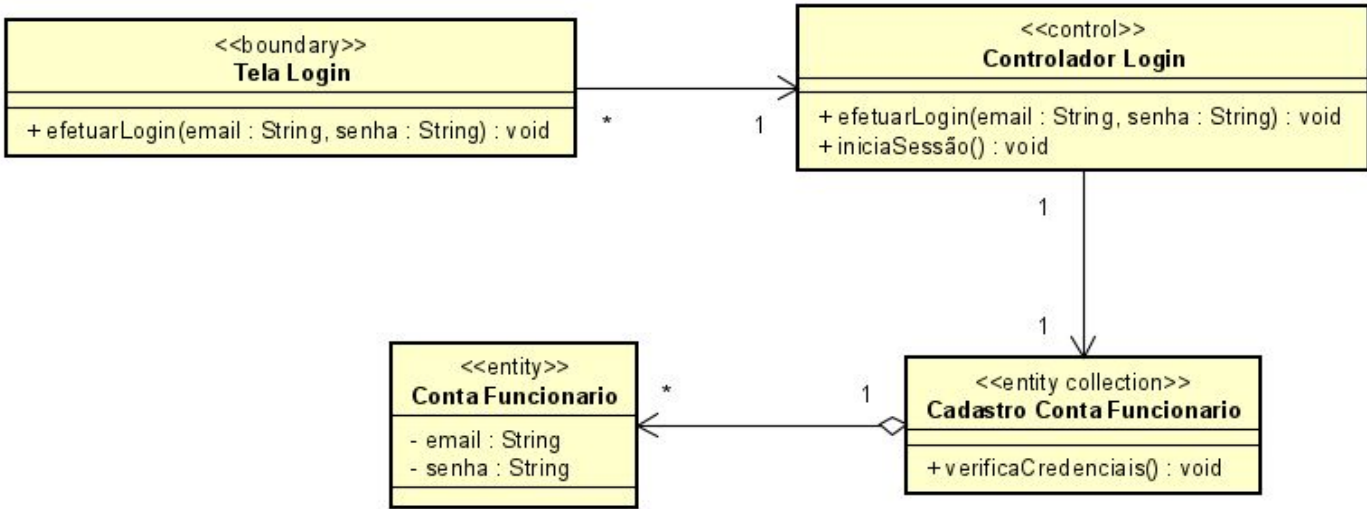 <<boundary>>
Tela Login
+ efetuarLogin(email : String, senha : String) : void
*
1
<<control>>
Controlador Login
+ efetuarLogin(email : String, senha : String) : void
+ iniciaSessão() : void
1
1
<<entity>>
Conta Funcionario
- email : String
- senha : String
*
1
<<entity collection>>
Cadastro Conta Funcionario
+ verificaCredenciais() : void